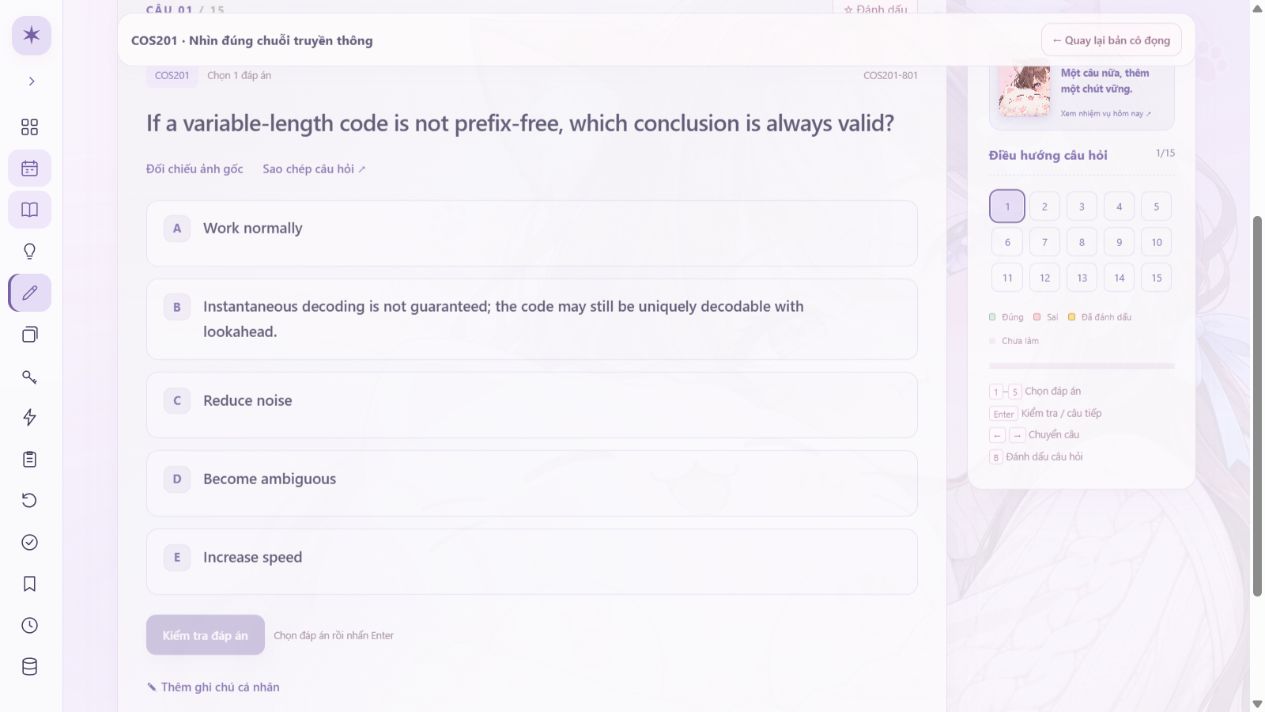 CÂU 01 / 15
☆ Đánh dấu
COS201 · Nhìn đúng chuỗi truyền thông
← Quay lại bản cô đọng
COS201 Chọn 1 đáp án COS201-801
If a variable-length code is not prefix-free, which conclusion is always valid?
Đối chiếu ảnh gốc Sao chép câu hỏi ↗
A Work normally
B Instantaneous decoding is not guaranteed; the code may still be uniquely decodable with
lookahead.
C Reduce noise
D Become ambiguous
E Increase speed
Kiểm tra đáp án Chọn đáp án rồi nhấn Enter
✎ Thêm ghi chú cá nhân
Một câu nữa, thêm
một chút vững.
Xem nhiệm vụ hôm nay ↗
Điều hướng câu hỏi 1/15
1 2 3 4 5
6 7 8 9 10
11 12 13 14 15
Đúng Sai Đã đánh dấu
Chưa làm
1 – 5 Chọn đáp án
Enter Kiểm tra / câu tiếp
← → Chuyển câu
B Đánh dấu câu hỏi